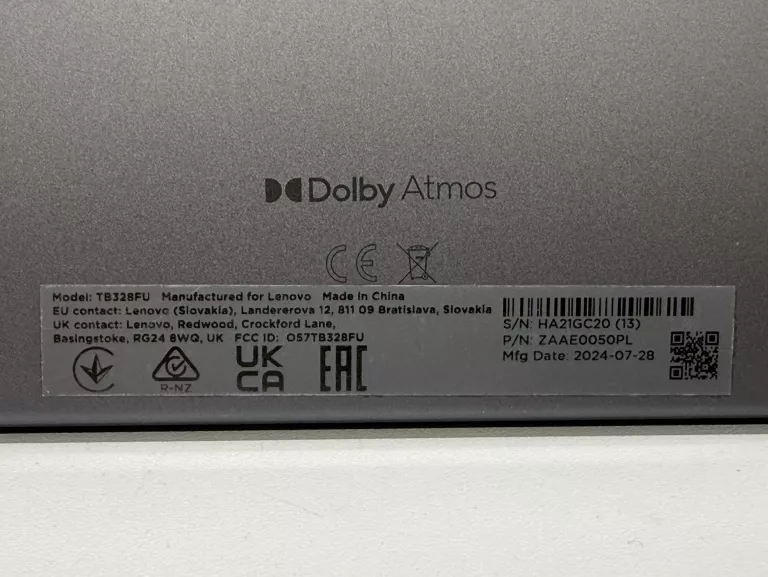 Dolby Atmos
CE
Model: TB328FU Manufactured for Lenovo Made in China
EU contact: Lenovo (Slovakia), Landererova 12, 811 09 Bratislava, Slovakia
UK contact: Lenovo, Redwood, Crockford Lane,
Basingstoke, RG24 8WQ, UK FCC ID: O57TB328FU
S/N: HA21GC20 (13)
P/N: ZAAE0050PL
Mfg Date: 2024-07-28
R-NZ
UK
CA
EAC